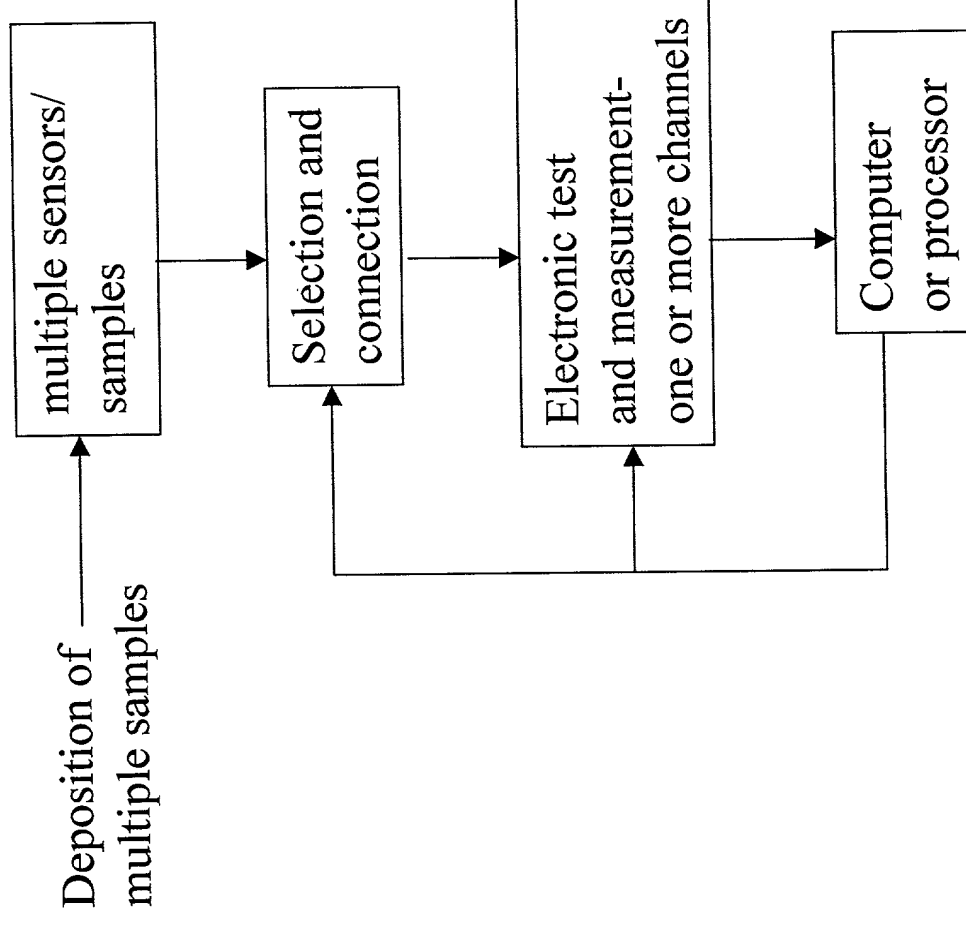 Deposition of
multiple samples
multiple sensors/
samples
Selection and
connection
Electronic test
and measurement-
one or more channels
Computer
or processor